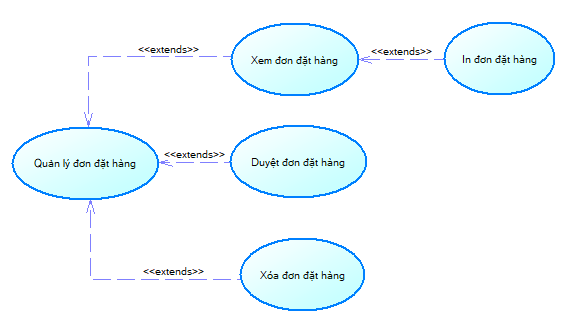 <<extends>>
Xem đơn đặt hàng
<<extends>>
In đơn đặt hàng
Quản lý đơn đặt hàng
<<extends>>
Duyệt đơn đặt hàng
<<extends>>
Xóa đơn đặt hàng